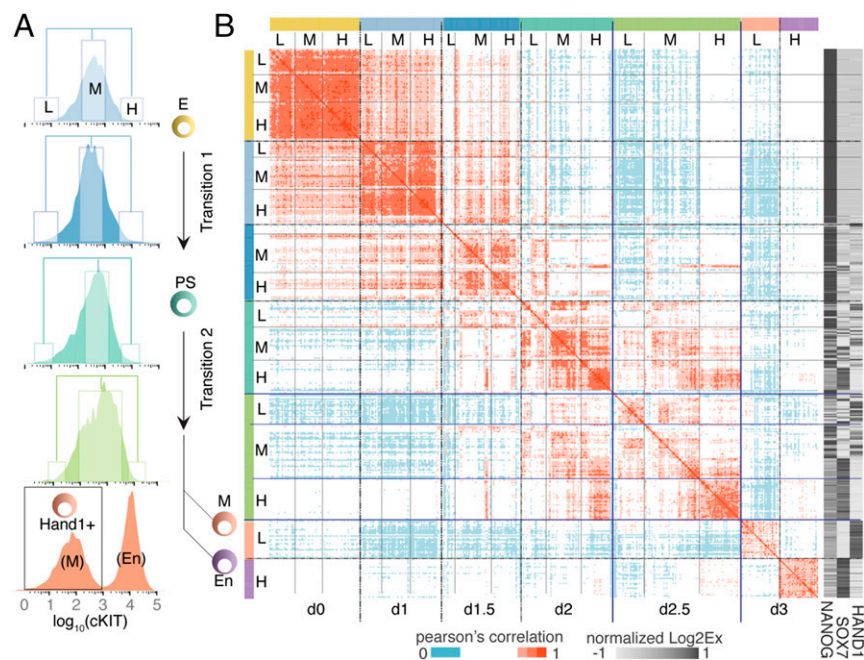 A
L
M
H
E
Transition 1
PS
Transition 2
M
Hand1+
(M)
(En)
En
0 1 2 3 4 5
log₁₀(cKIT)
B
L M H L M H L M H L M H L M H L H
L
M
H
L
M
H
M
H
L
M
H
L
M
H
L
H
d0 d1 d1.5 d2 d2.5 d3
NANOG
SOX7
HAND1
pearson's correlation
0 1
normalized Log2Ex
-1 1